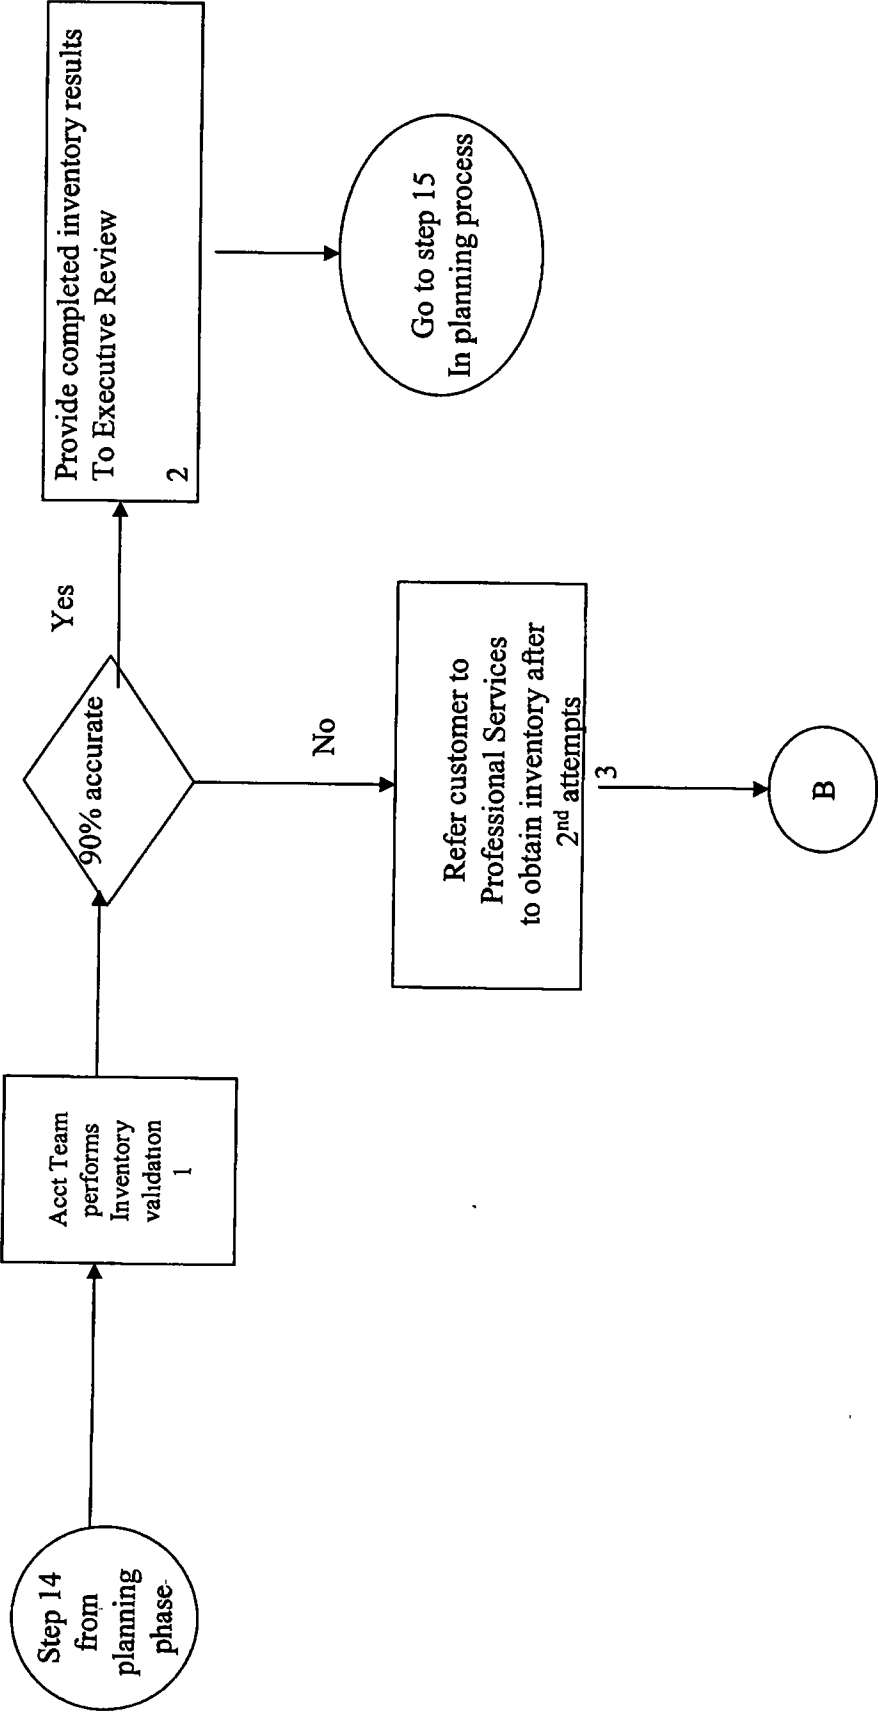 Step 14
from
planning
phase-
Acct Team
performs
Inventory
validation
1
90% accurate
Yes
Provide completed inventory results
To Executive Review
2
No
Refer customer to
Professional Services
to obtain inventory after
2nd attempts
3
Go to step 15
In planning process
B